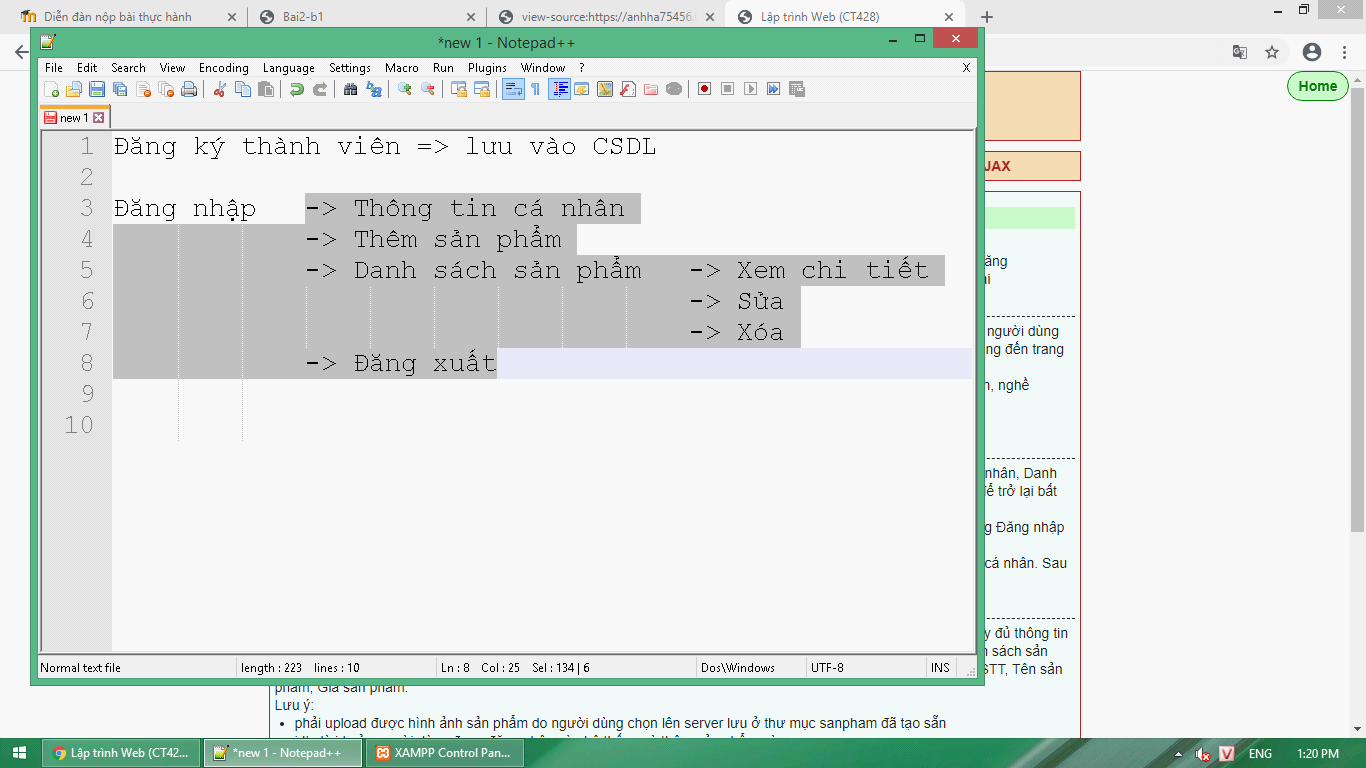 Diễn đàn nộp bài thực hành
Bai2-b1
view-source:https://anhha75456.
Lập trình Web (CT428)
*new 1 - Notepad++
File Edit Search View Encoding Language Settings Macro Run Plugins Window ? X
Home
new 1
1 Đăng ký thành viên => lưu vào CSDL
2
3 Đăng nhập -> Thông tin cá nhân
4 -> Thêm sản phẩm
5 -> Danh sách sản phẩm -> Xem chi tiết
6 -> Sửa
7 -> Xóa
8 -> Đăng xuất
9
10
JAX
người dùng
ng đến trang
n, nghề
nhân, Danh
để trở lại bất
g Đăng nhập
cá nhân. Sau
y đủ thông tin
n sách sản
STT, Tên sản
phẩm, Giá sản phẩm.
Normal text file length : 223 lines : 10 Ln : 8 Col : 25 Sel : 134 | 6 Dos\Windows UTF-8 INS
Lưu ý:
• phải upload được hình ảnh sản phẩm do người dùng chọn lên server lưu ở thư mục sanpham đã tạo sẵn
Lập trình Web (CT42...
*new 1 - Notepad++
XAMPP Control Pan...
ENG
1:20 PM